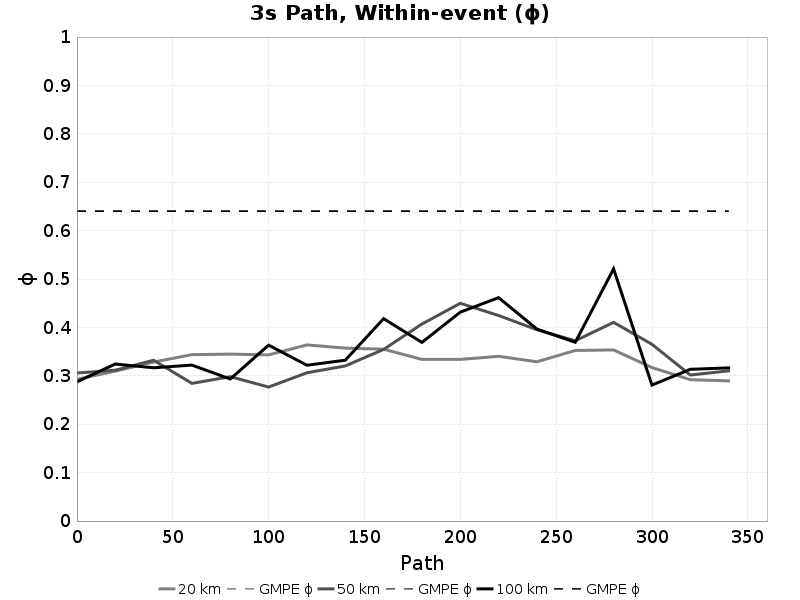 3s Path, Within-event (ϕ)
1
0.9
0.8
0.7
0.6
0.5
0.4
0.3
0.2
0.1
0
ϕ
0 50 100 150 200 250 300 350
Path
20 km GMPE ϕ 50 km GMPE ϕ 100 km GMPE ϕ